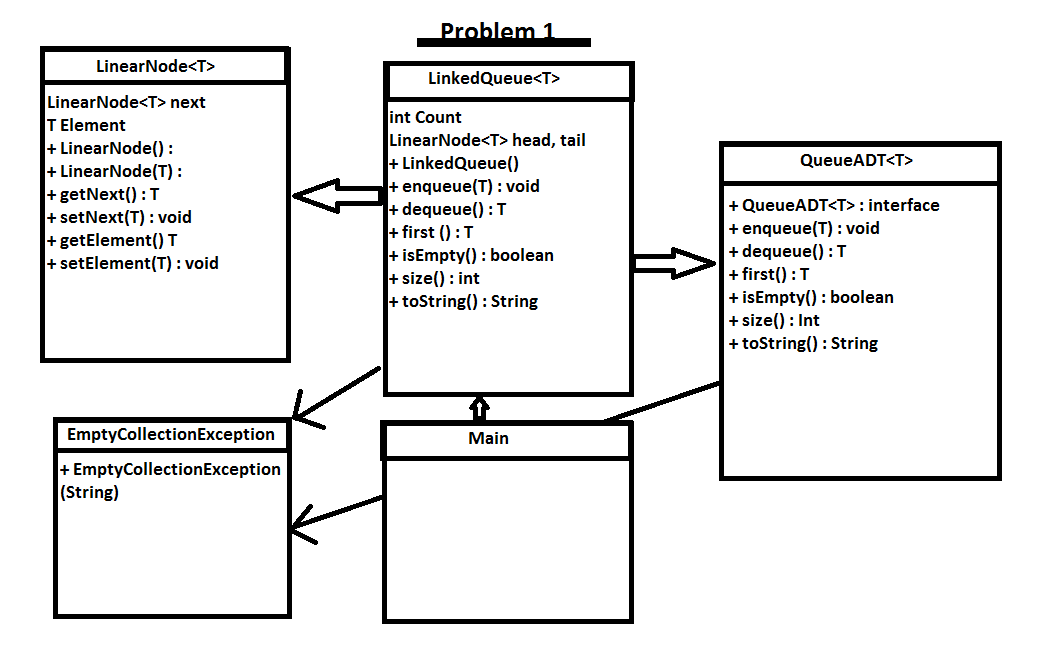 Problem 1
LinearNode<T>
LinearNode<T> next
T Element
+ LinearNode() :
+ LinearNode(T) :
+ getNext() : T
+ setNext(T) : void
+ getElement() T
+ setElement(T) : void
LinkedQueue<T>
int Count
LinearNode<T> head, tail
+ LinkedQueue()
+ enqueue(T) : void
+ dequeue() : T
+ first () : T
+ isEmpty() : boolean
+ size() : int
+ toString() : String
QueueADT<T>
+ QueueADT<T> : interface
+ enqueue(T) : void
+ dequeue() : T
+ first() : T
+ isEmpty() : boolean
+ size() : Int
+ toString() : String
EmptyCollectionException
+ EmptyCollectionException
(String)
Main